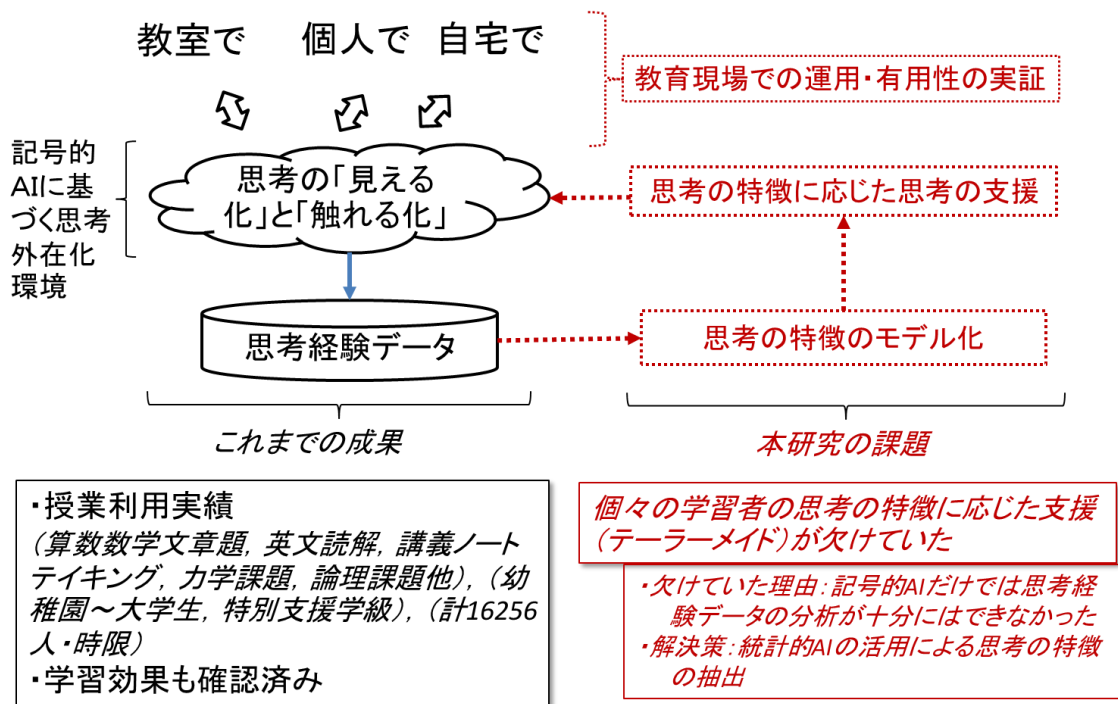 教室で 個人で 自宅で
教育現場での運用・有用性の実証
記号的
AIに基
づく思考
外在化
環境
思考の「見える
化」と「触れる化」
思考の特徴に応じた思考の支援
思考経験データ
思考の特徴のモデル化
これまでの成果
本研究の課題
・授業利用実績
（算数数学文章題，英文読解，講義ノート
テイキング，力学課題，論理課題他），（幼
稚園～大学生，特別支援学級），（計16256
人・時限）
・学習効果も確認済み
個々の学習者の思考の特徴に応じた支援
（テーラーメイド）が欠けていた
・欠けていた理由：記号的AIだけでは思考経
験データの分析が十分にはできなかった
・解決策：統計的AIの活用による思考の特徴
の抽出